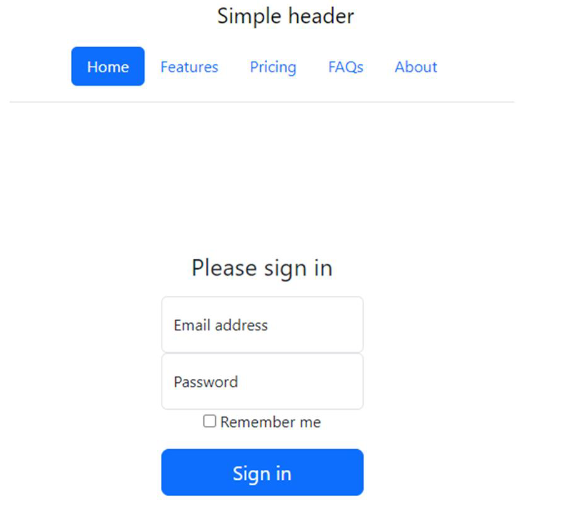 Simple header
Home Features Pricing FAQs About
Please sign in
Email address
Password
Remember me
Sign in